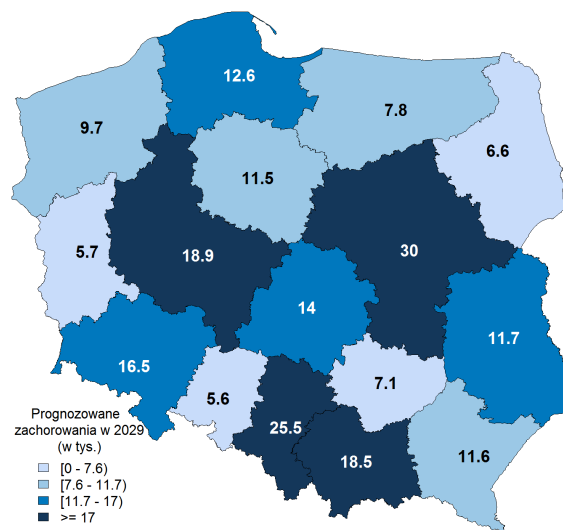 12.6
9.7
7.8
6.6
11.5
5.7
18.9
30
14
11.7
16.5
7.1
5.6
25.5
18.5
11.6
Prognozowane
zachorowania w 2029
(w tys.)
[0 - 7.6)
[7.6 - 11.7)
[11.7 - 17)
>= 17